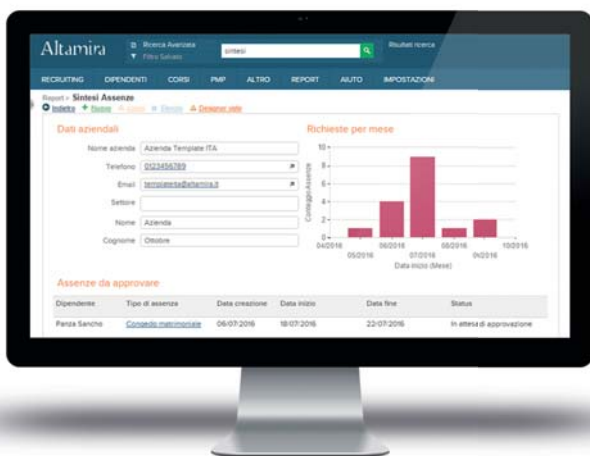 Altamira
Ricerca Avanzata
Filtro Salvato
sintesi
Risultati ricerca
RECRUITING DIPENDENTI CORSI PMP ALTRO REPORT AIUTO IMPOSTAZIONI
Report » Sintesi Assenze
Indietro Nuovo Copia Elimina Designer vista
Dati aziendali
Nome azienda Azienda Template ITA
Telefono 0123456789
Email templateita@altamira.it
Settore
Nome Azienda
Cognome Ottobre
Richieste per mese
Conteggio Assenze
10
8
6
4
2
0
04/2016 06/2016 08/2016 10/2016
05/2016 07/2016 09/2016
Data inizio (Mese)
Assenze da approvare
Dipendente Tipo di assenza Data creazione Data inizio Data fine Status
Panza Sancho Congedo matrimoniale 06/07/2016 18/07/2016 22/07/2016 In attesa di approvazione